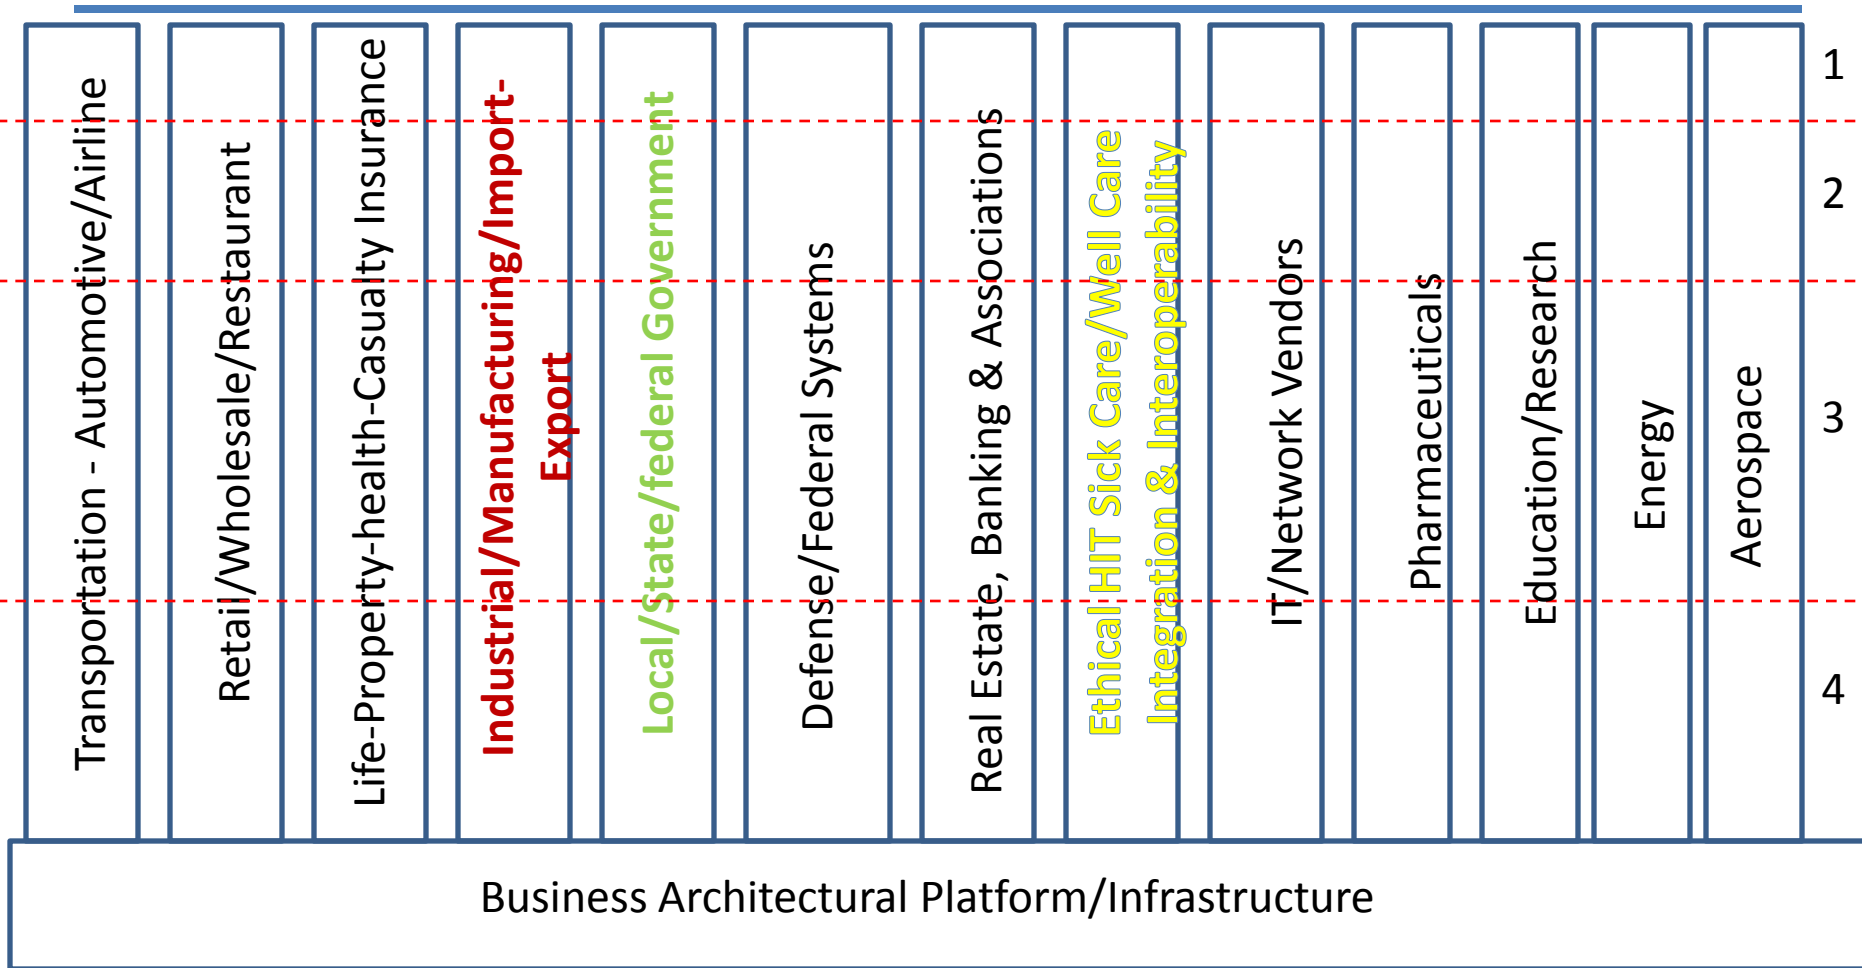 Transportation - Automotive/Airline
Retail/Wholesale/Restaurant
Life-Property-health-Casualty Insurance
Industrial/Manufacturing/Import-
Export
Local/State/federal Government
Defense/Federal Systems
Real Estate, Banking & Associations
Ethical HIT Sick Care/Well Care
Integration & Interoperability
IT/Network Vendors
Pharmaceuticals
Education/Research
Energy
Aerospace
1
2
3
4
Business Architectural Platform/Infrastructure